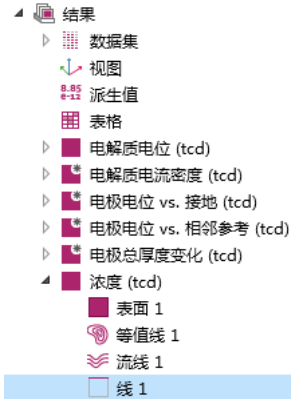 结果
数据集
视图
8.85
e-12
派生值
表格
电解质电位 (tcd)
电解质电流密度 (tcd)
电极电位 vs. 接地 (tcd)
电极电位 vs. 相邻参考 (tcd)
电极总厚度变化 (tcd)
浓度 (tcd)
表面 1
等值线 1
流线 1
线 1